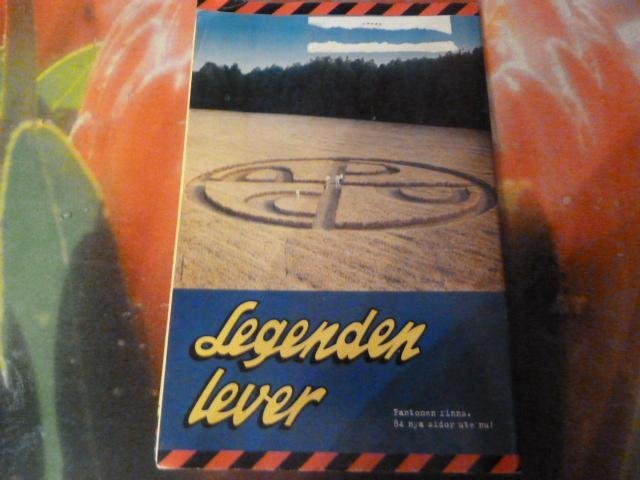 Legenden
lever
Fantomen finns.
84 nya sidor ute nu!